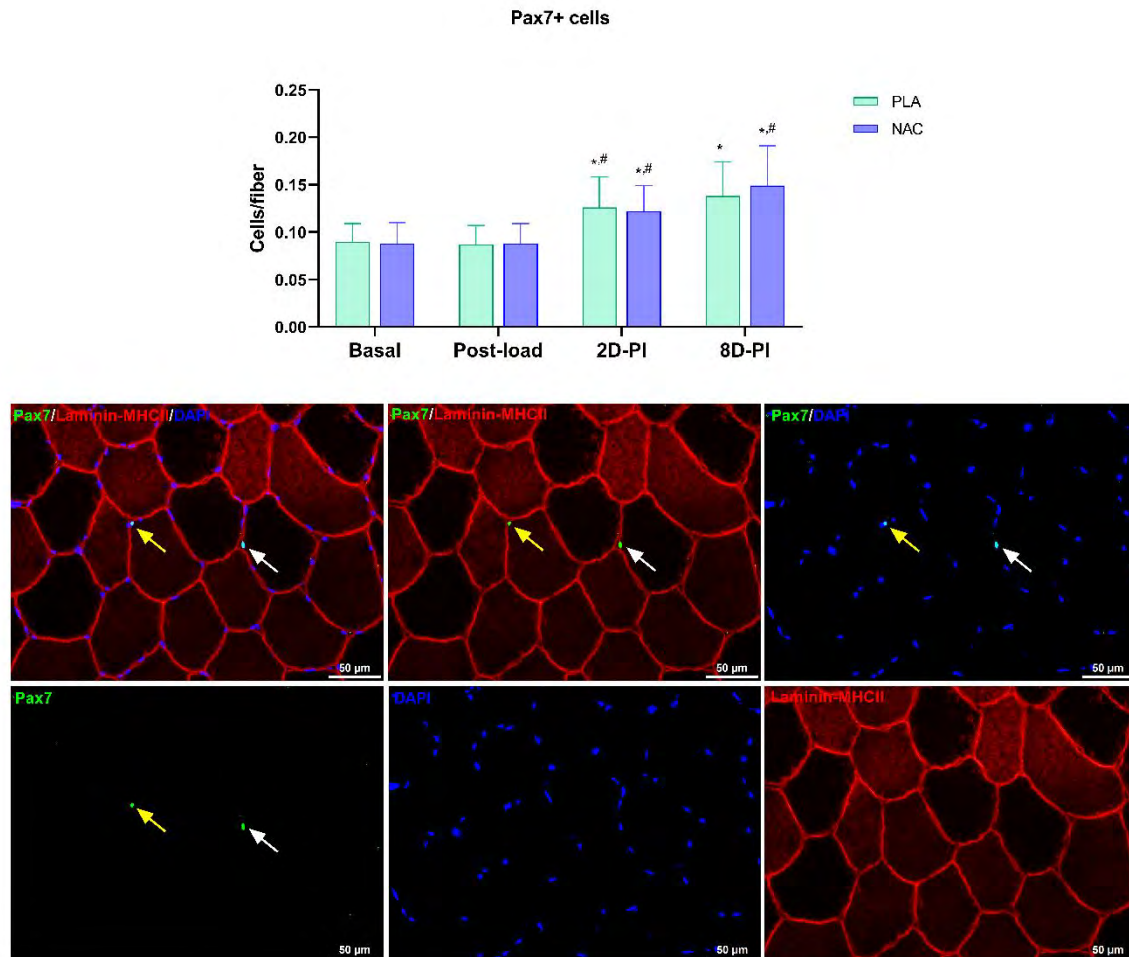 Pax7+ cells
0.25
0.20
0.15
0.10
0.05
0.00
Cells/fiber
PLA
NAC
*,#
*,#
*
*,#
Basal
Post-load
2D-PI
8D-PI
Pax7/Laminin-MHCII/DAPI
50 µm
Pax7/Laminin-MHCII
50 µm
Pax7/DAPI
50 µm
Pax7
50 µm
DAPI
50 µm
Laminin-MHCII
50 µm